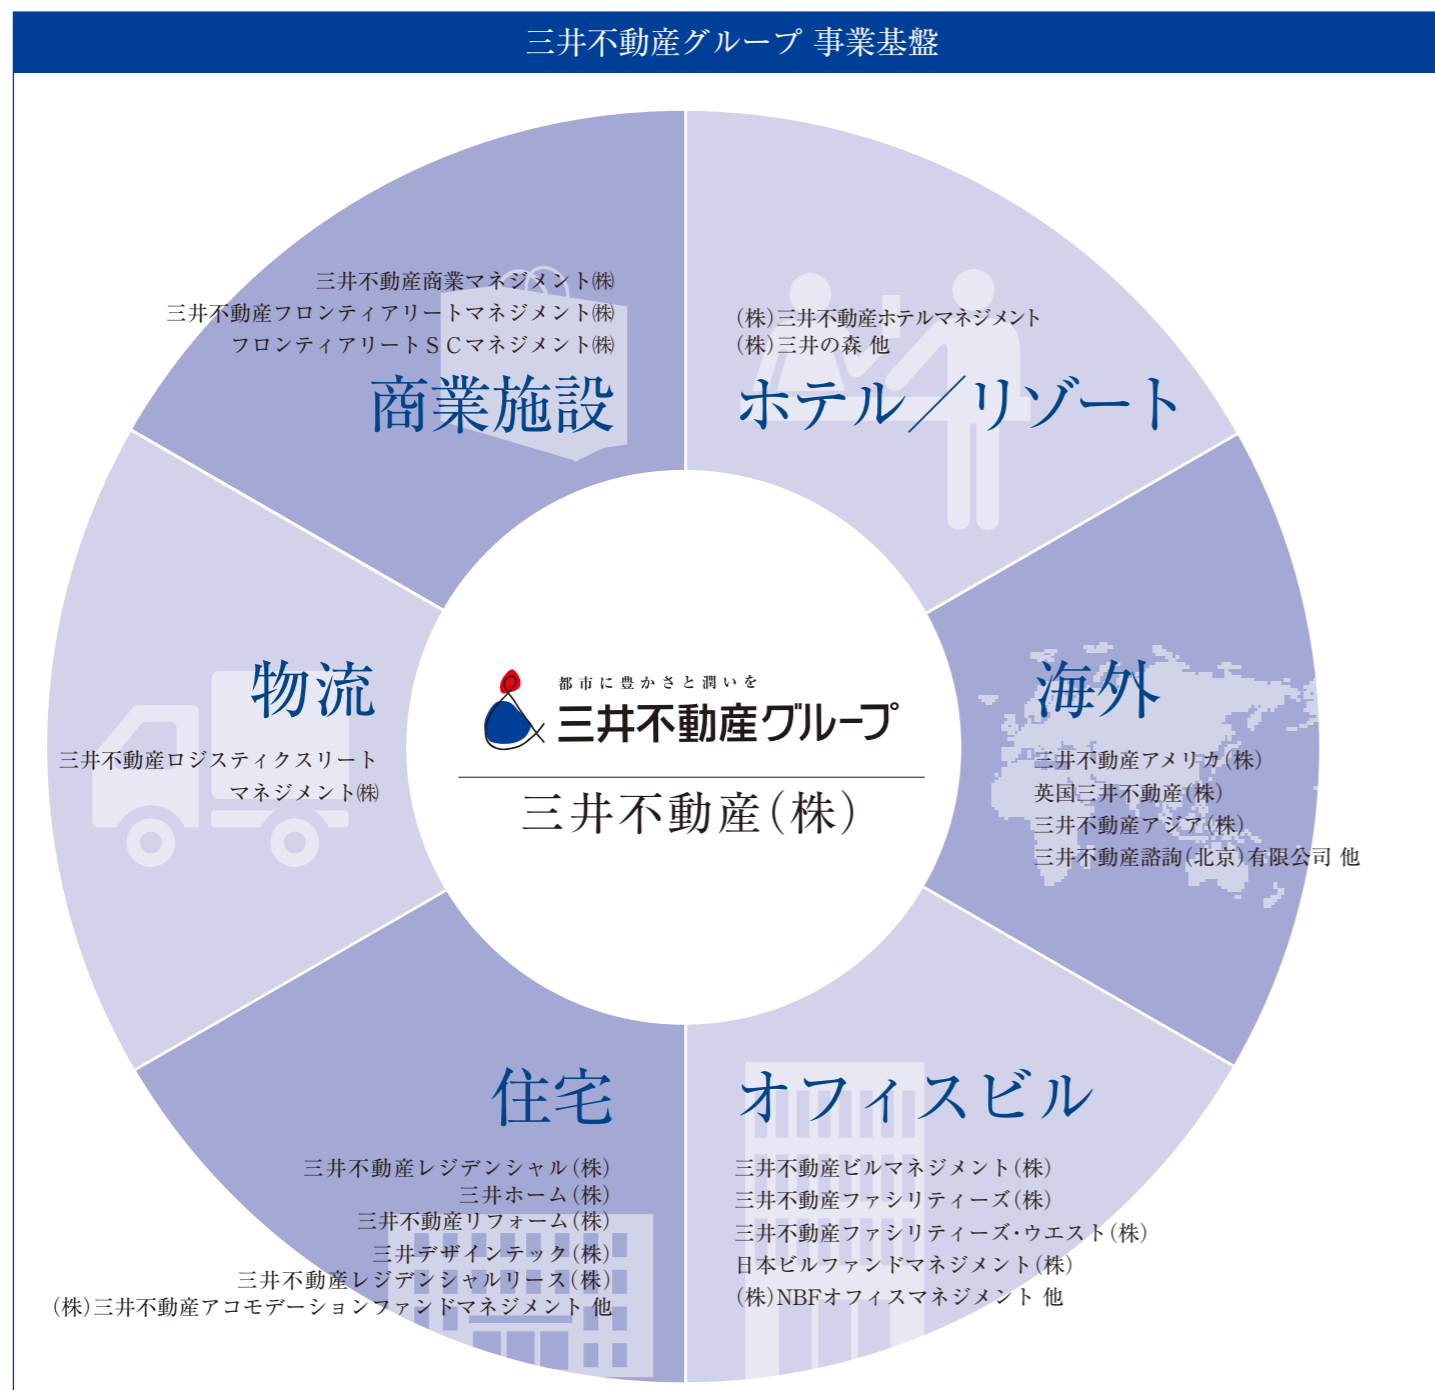 三井不動産グループ 事業基盤
三井不動産商業マネジメント㈱
三井不動産フロンティアリートマネジメント㈱
フロンティアリートSCマネジメント㈱
商業施設
(株)三井不動産ホテルマネジメント
(株)三井の森 他
ホテル/リゾート
物流
三井不動産ロジスティクスリート
マネジメント㈱
都市に豊かさと潤いを
三井不動産グループ
三井不動産(株)
海外
三井不動産アメリカ(株)
英国三井不動産(株)
三井不動産アジア(株)
三井不動産諮詢(北京)有限公司 他
住宅
三井不動産レジデンシャル(株)
三井ホーム(株)
三井不動産リフォーム(株)
三井デザインテック(株)
三井不動産レジデンシャルリース(株)
(株)三井不動産アコモデーションファンドマネジメント 他
オフィスビル
三井不動産ビルマネジメント(株)
三井不動産ファシリティーズ(株)
三井不動産ファシリティーズ・ウエスト(株)
日本ビルファンドマネジメント(株)
(株)NBFオフィスマネジメント 他